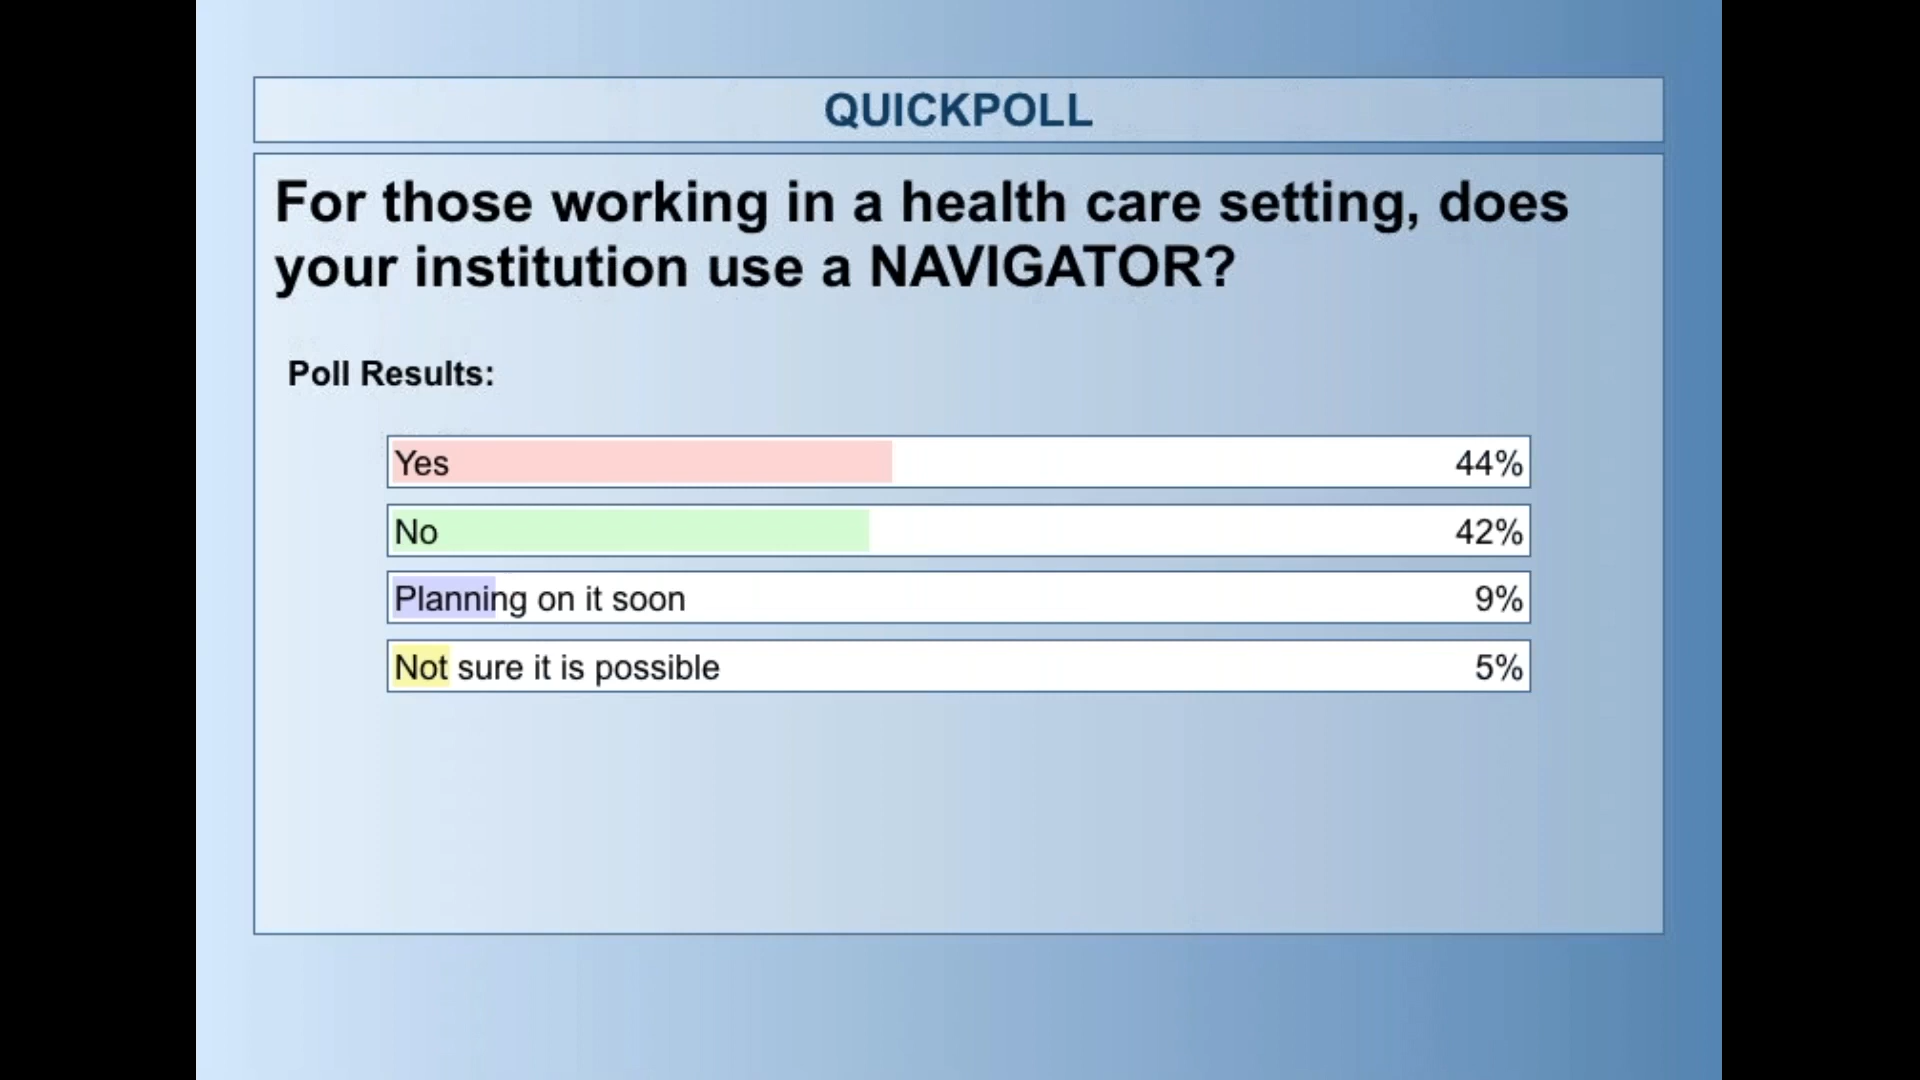 QUICKPOLL
For those working in a health care setting, does
your institution use a NAVIGATOR?
Poll Results:
Yes 44%
No 42%
Planning on it soon 9%
Not sure it is possible 5%